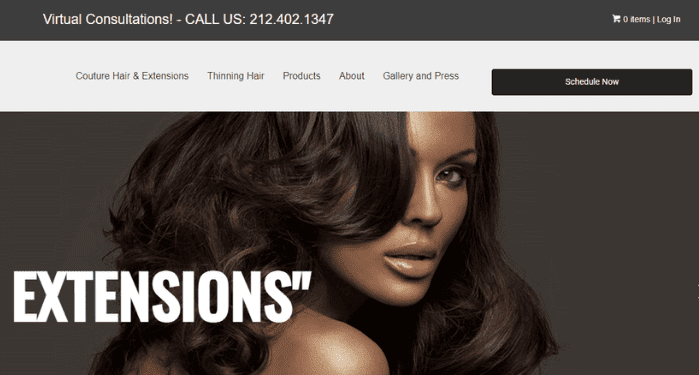 Virtual Consultations! - CALL US: 212.402.1347
0 items | Log In
Couture Hair & Extensions Thinning Hair Products About Gallery and Press
Schedule Now
EXTENSIONS"